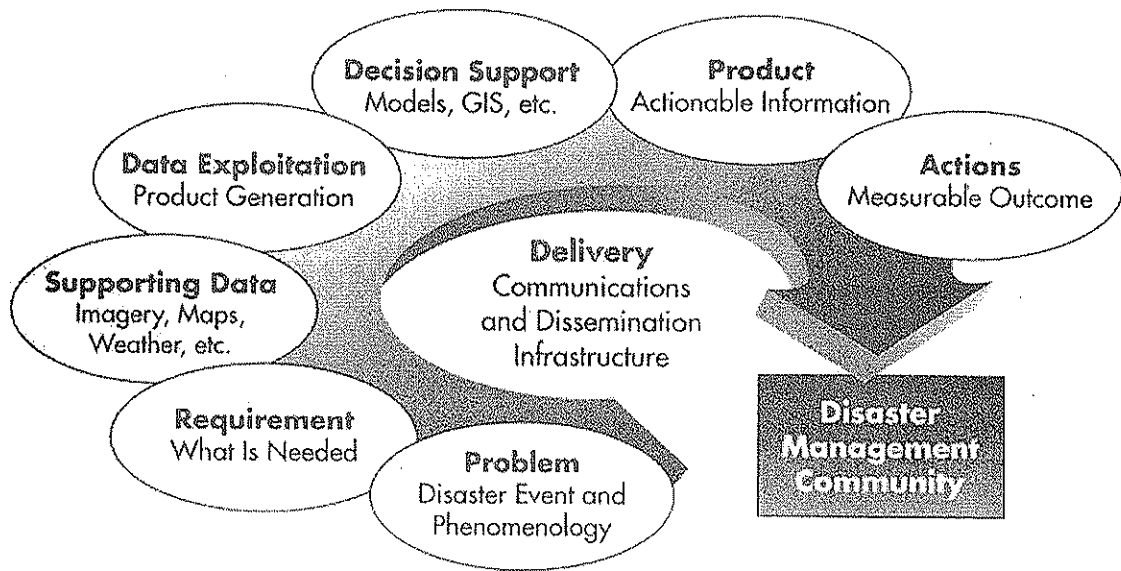 Decision Support
Models, GIS, etc.
Product
Actionable Information
Data Exploitation
Product Generation
Actions
Measurable Outcome
Delivery
Communications
and Dissemination
Infrastructure
Supporting Data
Imagery, Maps,
Weather, etc.
Requirement
What Is Needed
Problem
Disaster Event and
Phenomenology
Disaster
Management
Community